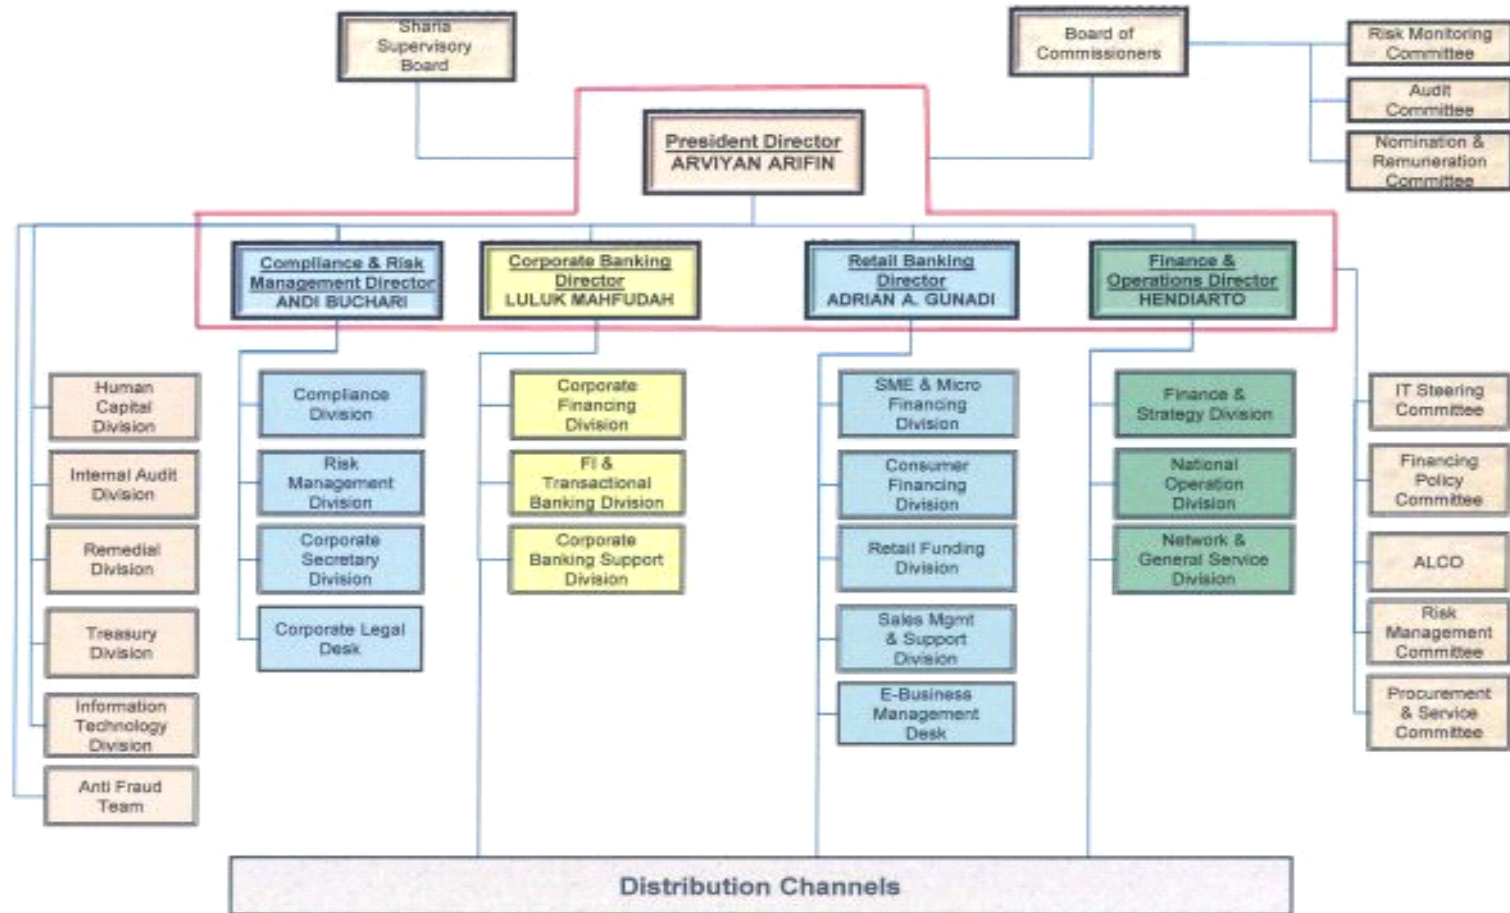 Sharia
Supervisory
Board
Board of
Commissioners
Risk Monitoring
Committee
Audit
Committee
Nomination &
Remuneration
Committee
President Director
ARVIYAN ARIFIN
Compliance & Risk
Management Director
ANDI BUCHARI
Corporate Banking
Director
LULUK MAHFUDAH
Retail Banking
Director
ADRIAN A. GUNADI
Finance &
Operations Director
HENDIARTO
Human
Capital
Division
Internal Audit
Division
Remedial
Division
Treasury
Division
Information
Technology
Division
Anti Fraud
Team
Compliance
Division
Risk
Management
Division
Corporate
Secretary
Division
Corporate Legal
Desk
Corporate
Financing
Division
FI &
Transactional
Banking Division
Corporate
Banking Support
Division
SME & Micro
Financing
Division
Consumer
Financing
Division
Retail Funding
Division
Sales Mgmt
& Support
Division
E-Business
Management
Desk
Finance &
Strategy Division
National
Operation
Division
Network &
General Service
Division
IT Steering
Committee
Financing
Policy
Committee
ALCO
Risk
Management
Committee
Procurement
& Service
Committee
Distribution Channels